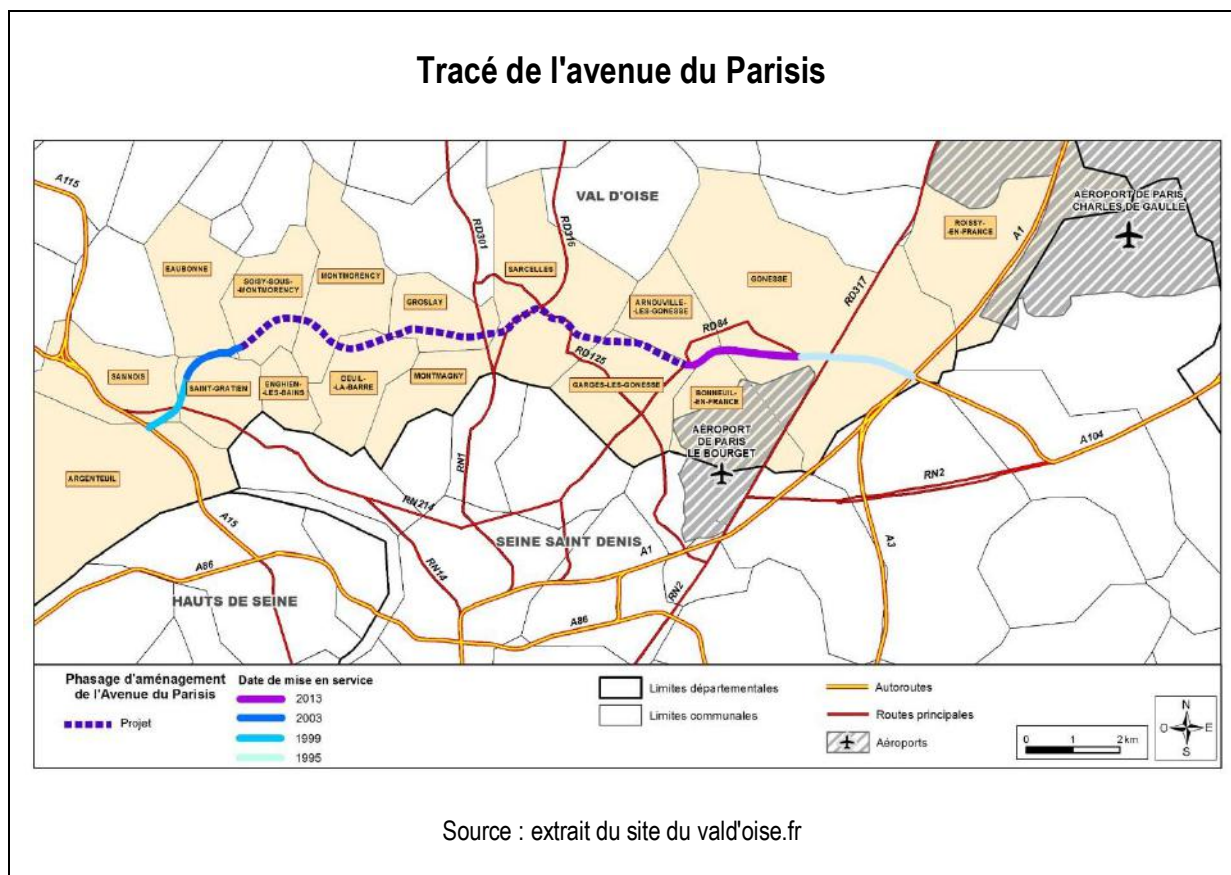 Tracé de l'avenue du Parisis
A115
VAL D'OISE
RD301
RD316
AÉROPORT DE PARIS
CHARLES DE GAULLE
ROISSY-
-EN-FRANCE
A1
EAUBONNE
SOISY-SOUS-
-MONTMORENCY
MONTMORENCY
GROSLAY
SARCELLES
ARNOUVILLE-
-LES-GONESSE
GONESSE
RD317
RD84
RD125
SANNOIS
SAINT-GRATIEN
ENGHIEN-
-LES-BAINS
DEUIL-
-LA-BARRE
MONTMAGNY
GARGES-LES-GONESSE
BONNEUIL-
EN-FRANCE
AÉROPORT
DE PARIS
LE BOURGET
A104
ARGENTEUIL
RN1
RN2
RN214
A15
SEINE SAINT DENIS
A1
A3
RN14
A86
HAUTS DE SEINE
RN2
A86
Phasage d'aménagement
de l'Avenue du Parisis
Projet
Date de mise en service
2013
2003
1999
1995
Limites départementales
Limites communales
Autoroutes
Routes principales
Aéroports
0 1 2 km
N
O E
S
Source : extrait du site du vald'oise.fr